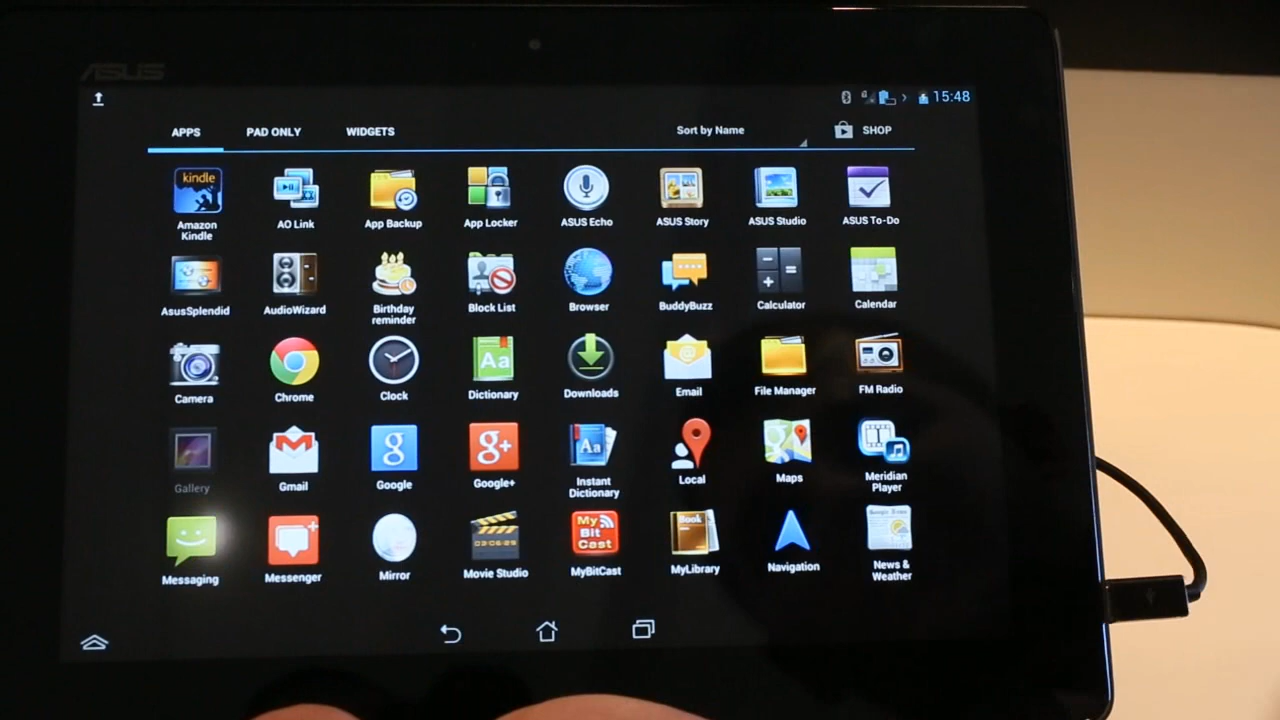 ASUS
15:48
APPS PAD ONLY WIDGETS Sort by Name SHOP
kindle
Amazon
Kindle
AO Link
App Backup
App Locker
ASUS Echo
ASUS Story
ASUS Studio
ASUS To-Do
AsusSplendid
AudioWizard
Birthday
reminder
Block List
Browser
BuddyBuzz
Calculator
Calendar
Camera
Chrome
Clock
Aa
Dictionary
Downloads
@
Email
File Manager
FM Radio
Gallery
M
Gmail
g
Google
g+
Google+
Aa
Instant
Dictionary
Local
Maps
Meridian
Player
Messaging
Messenger
Mirror
Movie Studio
My
Bit
Cast
MyBitCast
Book
MyLibrary
Navigation
Google News
News &
Weather